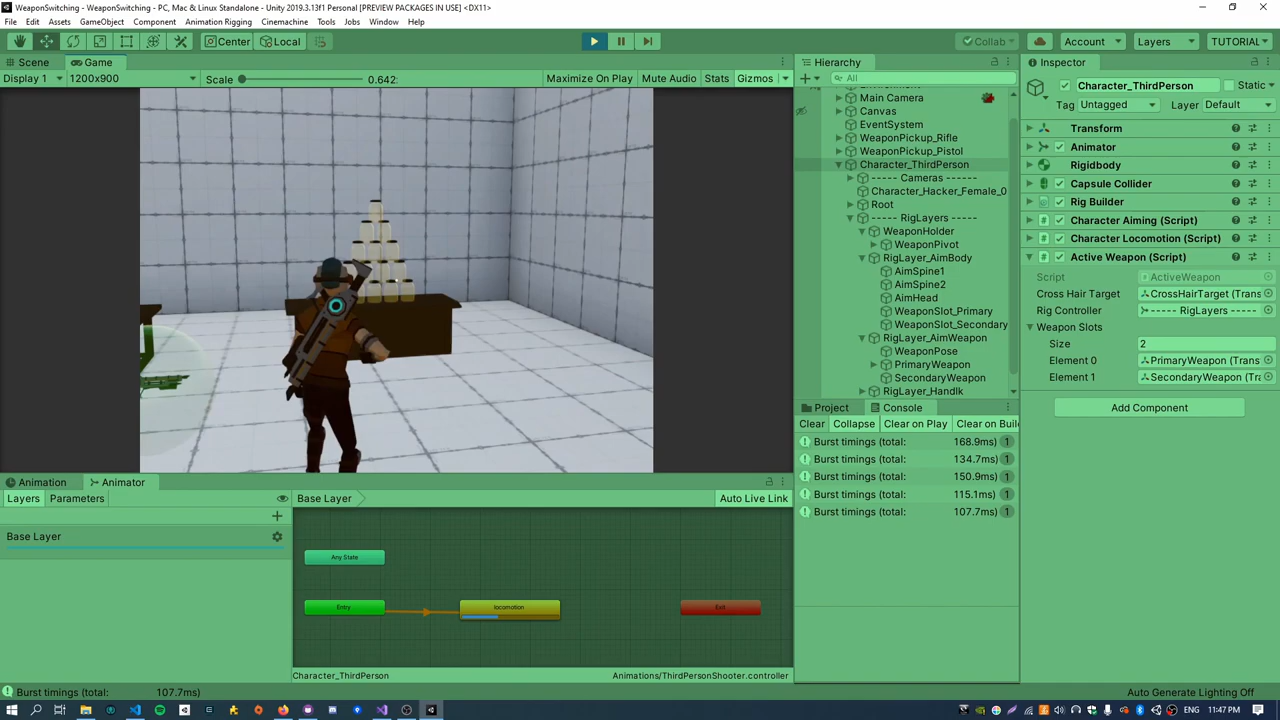 WeaponSwitching - WeaponSwitching - PC, Mac & Linux Standalone - Unity 2019.3.13f1 Personal [PREVIEW PACKAGES IN USE] <DX11>
File Edit Assets GameObject Component Animation Rigging Cinemachine Tools Jobs Window Help
Center Local Collab Account Layers TUTORIAL
Scene Game
Display 1 1200x900 Scale 0.642: Maximize On Play Mute Audio Stats Gizmos
Hierarchy
All
Main Camera
Canvas
EventSystem
WeaponPickup_Rifle
WeaponPickup_Pistol
Character_ThirdPerson
----- Cameras ------
Character_Hacker_Female_0
Root
----- RigLayers -----
WeaponHolder
WeaponPivot
RigLayer_AimBody
AimSpine1
AimSpine2
AimHead
WeaponSlot_Primary
WeaponSlot_Secondary
RigLayer_AimWeapon
WeaponPose
PrimaryWeapon
SecondaryWeapon
RigLayer_HandIk
Inspector
Character_ThirdPerson Static
Tag Untagged Layer Default
Transform
Animator
Rigidbody
Capsule Collider
Rig Builder
Character Aiming (Script)
Character Locomotion (Script)
Active Weapon (Script)
Script ActiveWeapon
Cross Hair Target CrossHairTarget (Trans
Rig Controller ----- RigLayers -----
Weapon Slots
Size 2
Element 0 PrimaryWeapon (Trans
Element 1 SecondaryWeapon (Tra
Add Component
Project Console
Clear Collapse Clear on Play Clear on Buil
Burst timings (total: 168.9ms) 1
Burst timings (total: 134.7ms) 1
Burst timings (total: 150.9ms) 1
Burst timings (total: 115.1ms) 1
Burst timings (total: 107.7ms) 1
Animation Animator
Layers Parameters Base Layer Auto Live Link
Base Layer
Any State
Entry
locomotion
Exit
Character_ThirdPerson Animations/ThirdPersonShooter.controller
Burst timings (total: 107.7ms) Auto Generate Lighting Off
ENG 11:47 PM